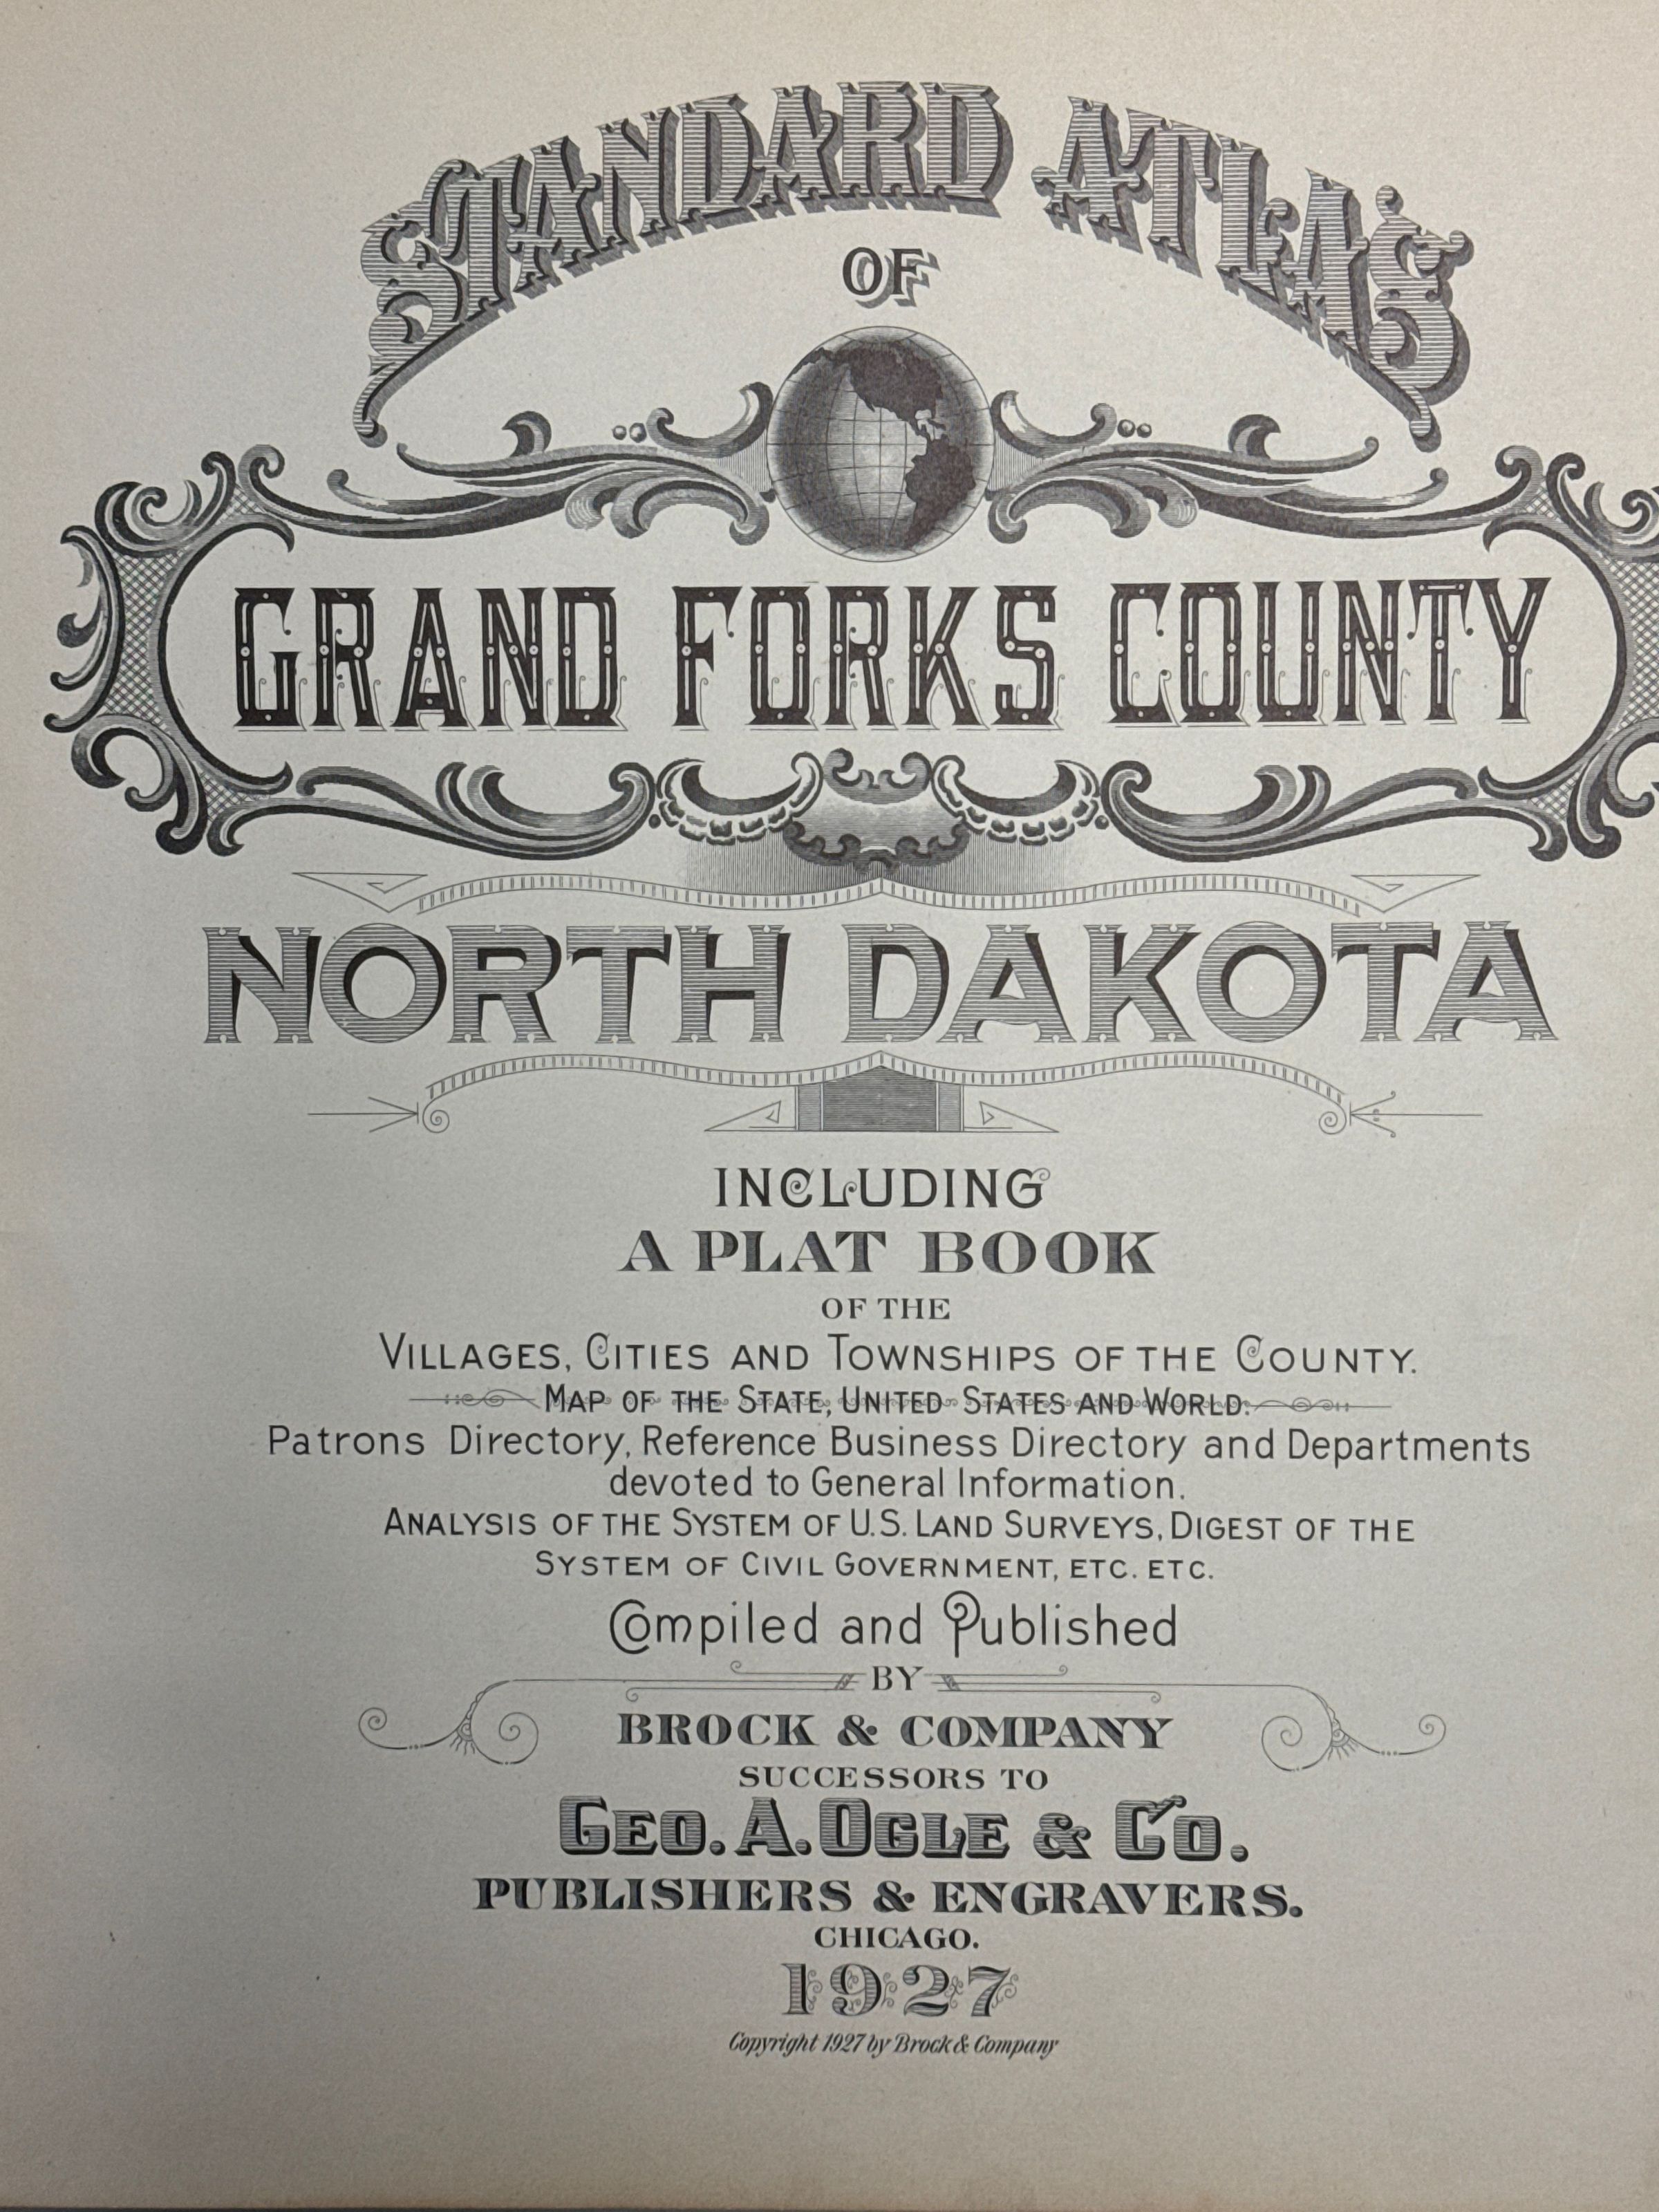 STANDARD ATLAS
OF
GRAND FORKS COUNTY
NORTH DAKOTA
INCLUDING
A PLAT BOOK
OF THE
VILLAGES, CITIES AND TOWNSHIPS OF THE COUNTY.
MAP OF THE STATE, UNITED STATES AND WORLD.
Patrons Directory, Reference Business Directory and Departments
devoted to General Information.
ANALYSIS OF THE SYSTEM OF U.S. LAND SURVEYS, DIGEST OF THE
SYSTEM OF CIVIL GOVERNMENT, ETC. ETC.
Compiled and Published
BY
BROCK & COMPANY
SUCCESSORS TO
GEO. A. OGLE & CO.
PUBLISHERS & ENGRAVERS.
CHICAGO.
1927
Copyright 1927 by Brock & Company